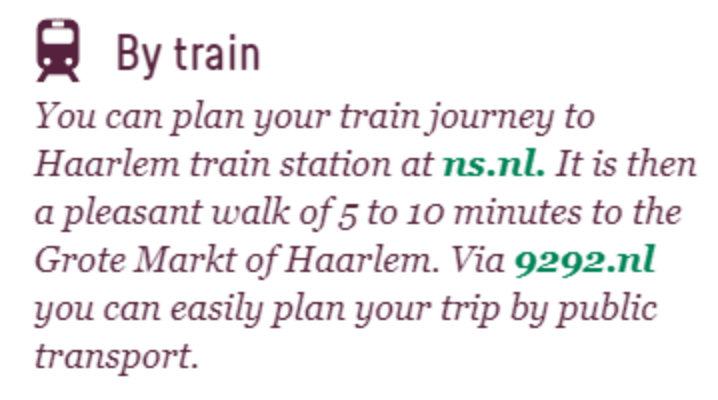 By train
You can plan your train journey to
Haarlem train station at ns.nl. It is then
a pleasant walk of 5 to 10 minutes to the
Grote Markt of Haarlem. Via 9292.nl
you can easily plan your trip by public
transport.